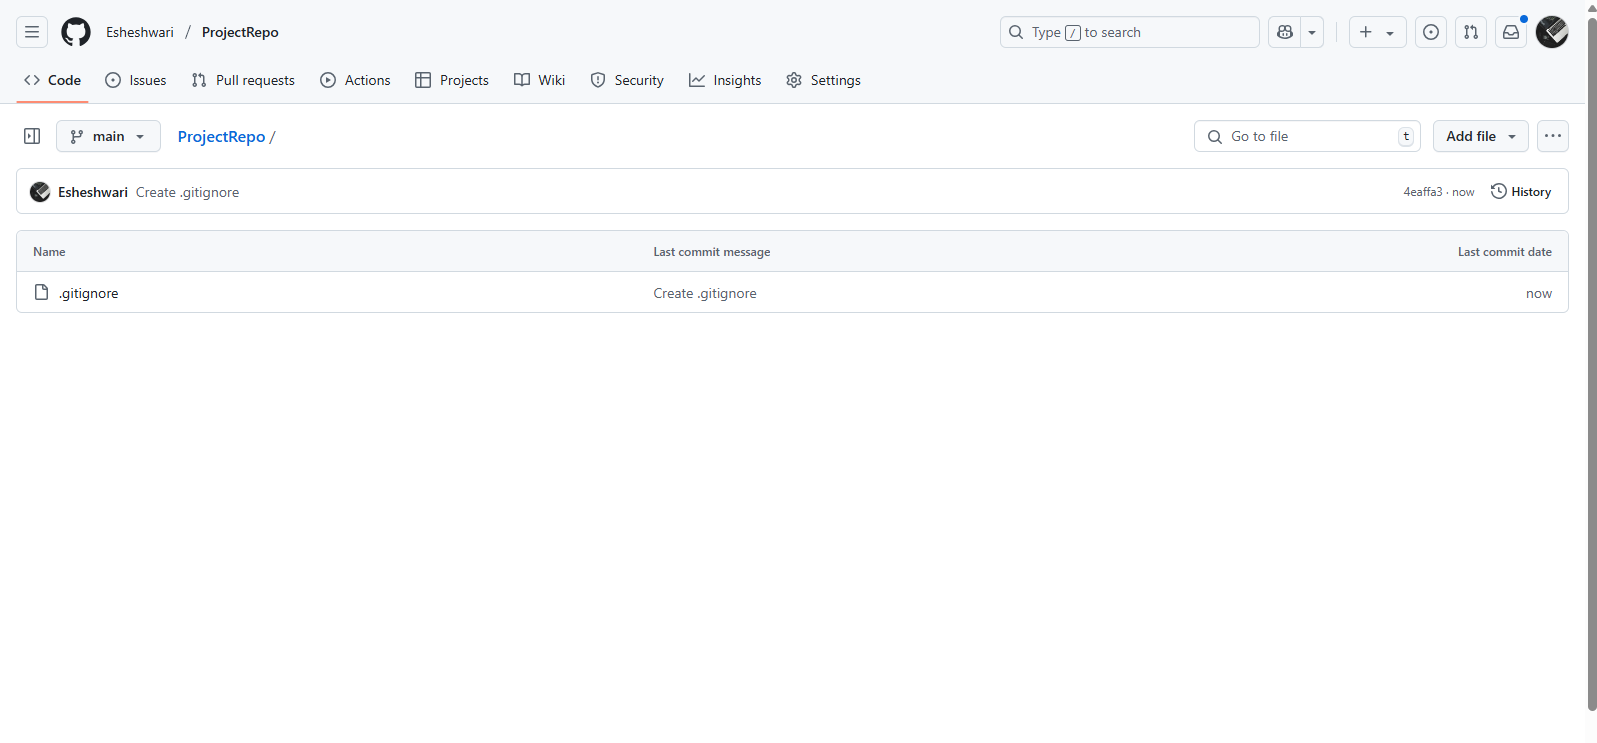 Esheshwari / ProjectRepo
Type / to search
Code Issues Pull requests Actions Projects Wiki Security Insights Settings
main ProjectRepo / Go to file t Add file
Esheshwari Create .gitignore 4eaffa3 · now History
Name Last commit message Last commit date
.gitignore Create .gitignore now